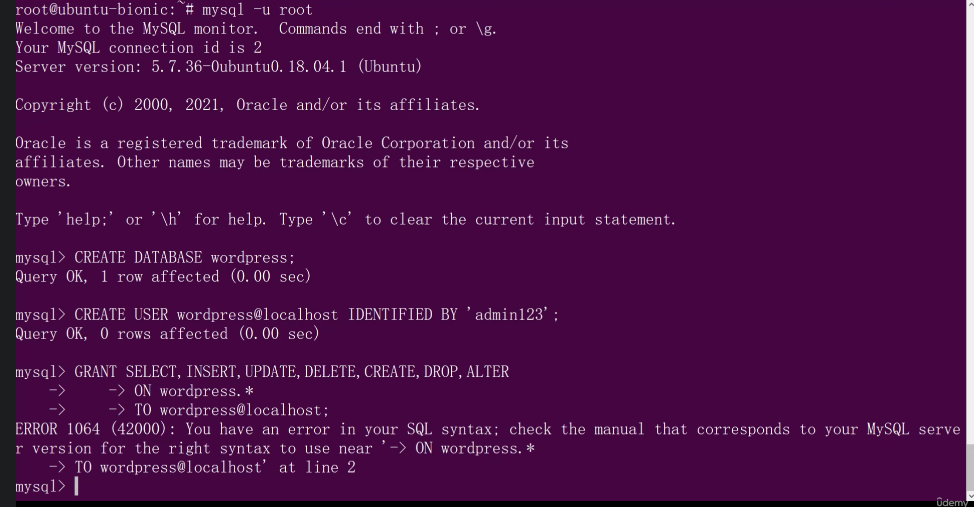 root@ubuntu-bionic:~# mysql -u root
Welcome to the MySQL monitor.  Commands end with ; or \g.
Your MySQL connection id is 2
Server version: 5.7.36-0ubuntu0.18.04.1 (Ubuntu)
Copyright (c) 2000, 2021, Oracle and/or its affiliates.
Oracle is a registered trademark of Oracle Corporation and/or its
affiliates. Other names may be trademarks of their respective
owners.
Type 'help;' or '\h' for help. Type '\c' to clear the current input statement.
mysql> CREATE DATABASE wordpress;
Query OK, 1 row affected (0.00 sec)
mysql> CREATE USER wordpress@localhost IDENTIFIED BY 'admin123';
Query OK, 0 rows affected (0.00 sec)
mysql> GRANT SELECT,INSERT,UPDATE,DELETE,CREATE,DROP,ALTER
    ->     -> ON wordpress.*
    ->     -> TO wordpress@localhost;
ERROR 1064 (42000): You have an error in your SQL syntax; check the manual that corresponds to your MySQL serve
r version for the right syntax to use near '-> ON wordpress.*
    -> TO wordpress@localhost' at line 2
mysql>
ûdemy